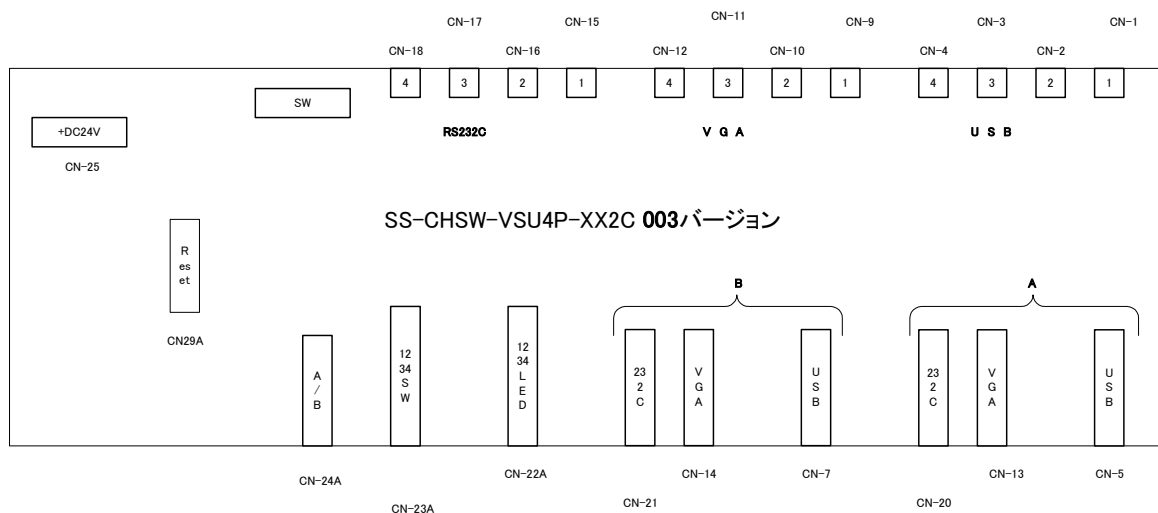 CN-17
CN-15
CN-11
CN-9
CN-3
CN-1
CN-18
CN-16
CN-12
CN-10
CN-4
CN-2
4
3
2
1
4
3
2
1
4
3
2
1
SW
+DC24V
RS232C
V G A
U S B
CN-25
SS-CHSW-VSU4P-XX2C 003バージョン
R
es
et
CN29A
B
A
A
/
B
12
34
S
W
12
34
L
E
D
23
2
C
V
G
A
U
S
B
23
2
C
V
G
A
U
S
B
CN-24A
CN-22A
CN-14
CN-7
CN-13
CN-5
CN-23A
CN-21
CN-20